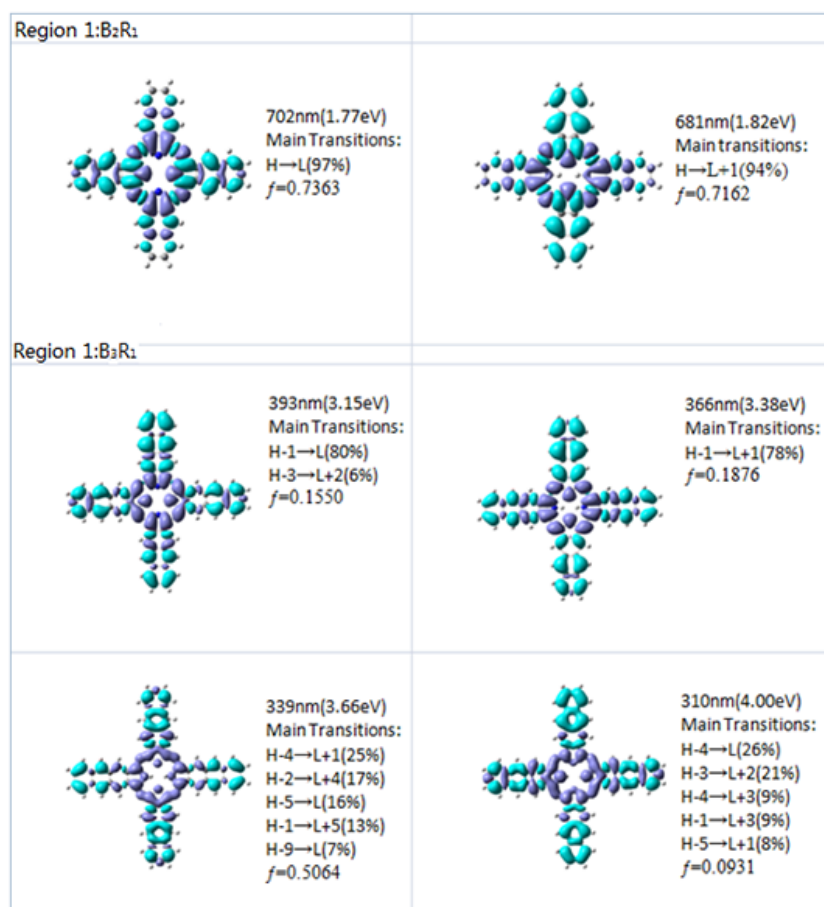 Region 1:B₂R₁
702nm(1.77eV)
Main Transitions:
H→L(97%)
ƒ=0.7363
681nm(1.82eV)
Main transitions:
H→L+1(94%)
ƒ=0.7162
Region 1:B₃R₁
393nm(3.15eV)
Main Transitions:
H-1→L(80%)
H-3→L+2(6%)
ƒ=0.1550
366nm(3.38eV)
Main Transitions:
H-1→L+1(78%)
ƒ=0.1876
339nm(3.66eV)
Main Transitions:
H-4→L+1(25%)
H-2→L+4(17%)
H-5→L(16%)
H-1→L+5(13%)
H-9→L(7%)
ƒ=0.5064
310nm(4.00eV)
Main Transitions:
H-4→L(26%)
H-3→L+2(21%)
H-4→L+3(9%)
H-1→L+3(9%)
H-5→L+1(8%)
ƒ=0.0931